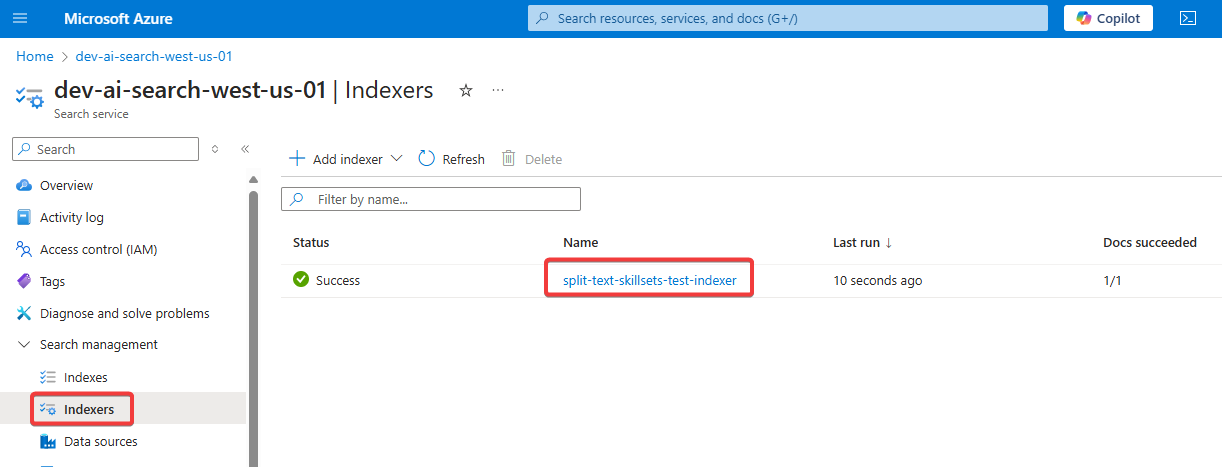 Microsoft Azure
Search resources, services, and docs (G+/)
Copilot
Home > dev-ai-search-west-us-01
dev-ai-search-west-us-01 | Indexers
Search service
Search
Add indexer
Refresh
Delete
Overview
Activity log
Access control (IAM)
Tags
Diagnose and solve problems
Search management
Indexes
Indexers
Data sources
Filter by name...
Status Name Last run ↓ Docs succeeded
Success split-text-skillsets-test-indexer 10 seconds ago 1/1